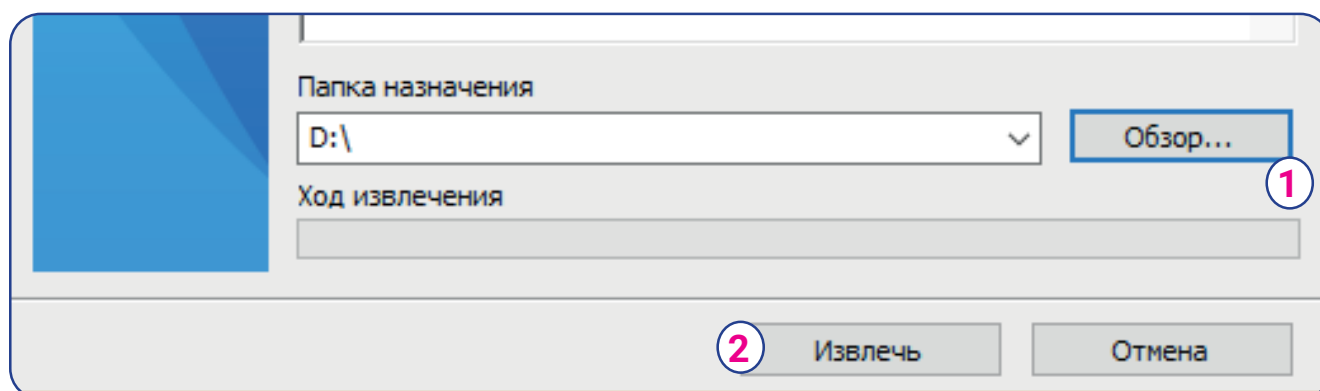 Папка назначения
D:\
Обзор...
1
Ход извлечения
2
Извлечь
Отмена